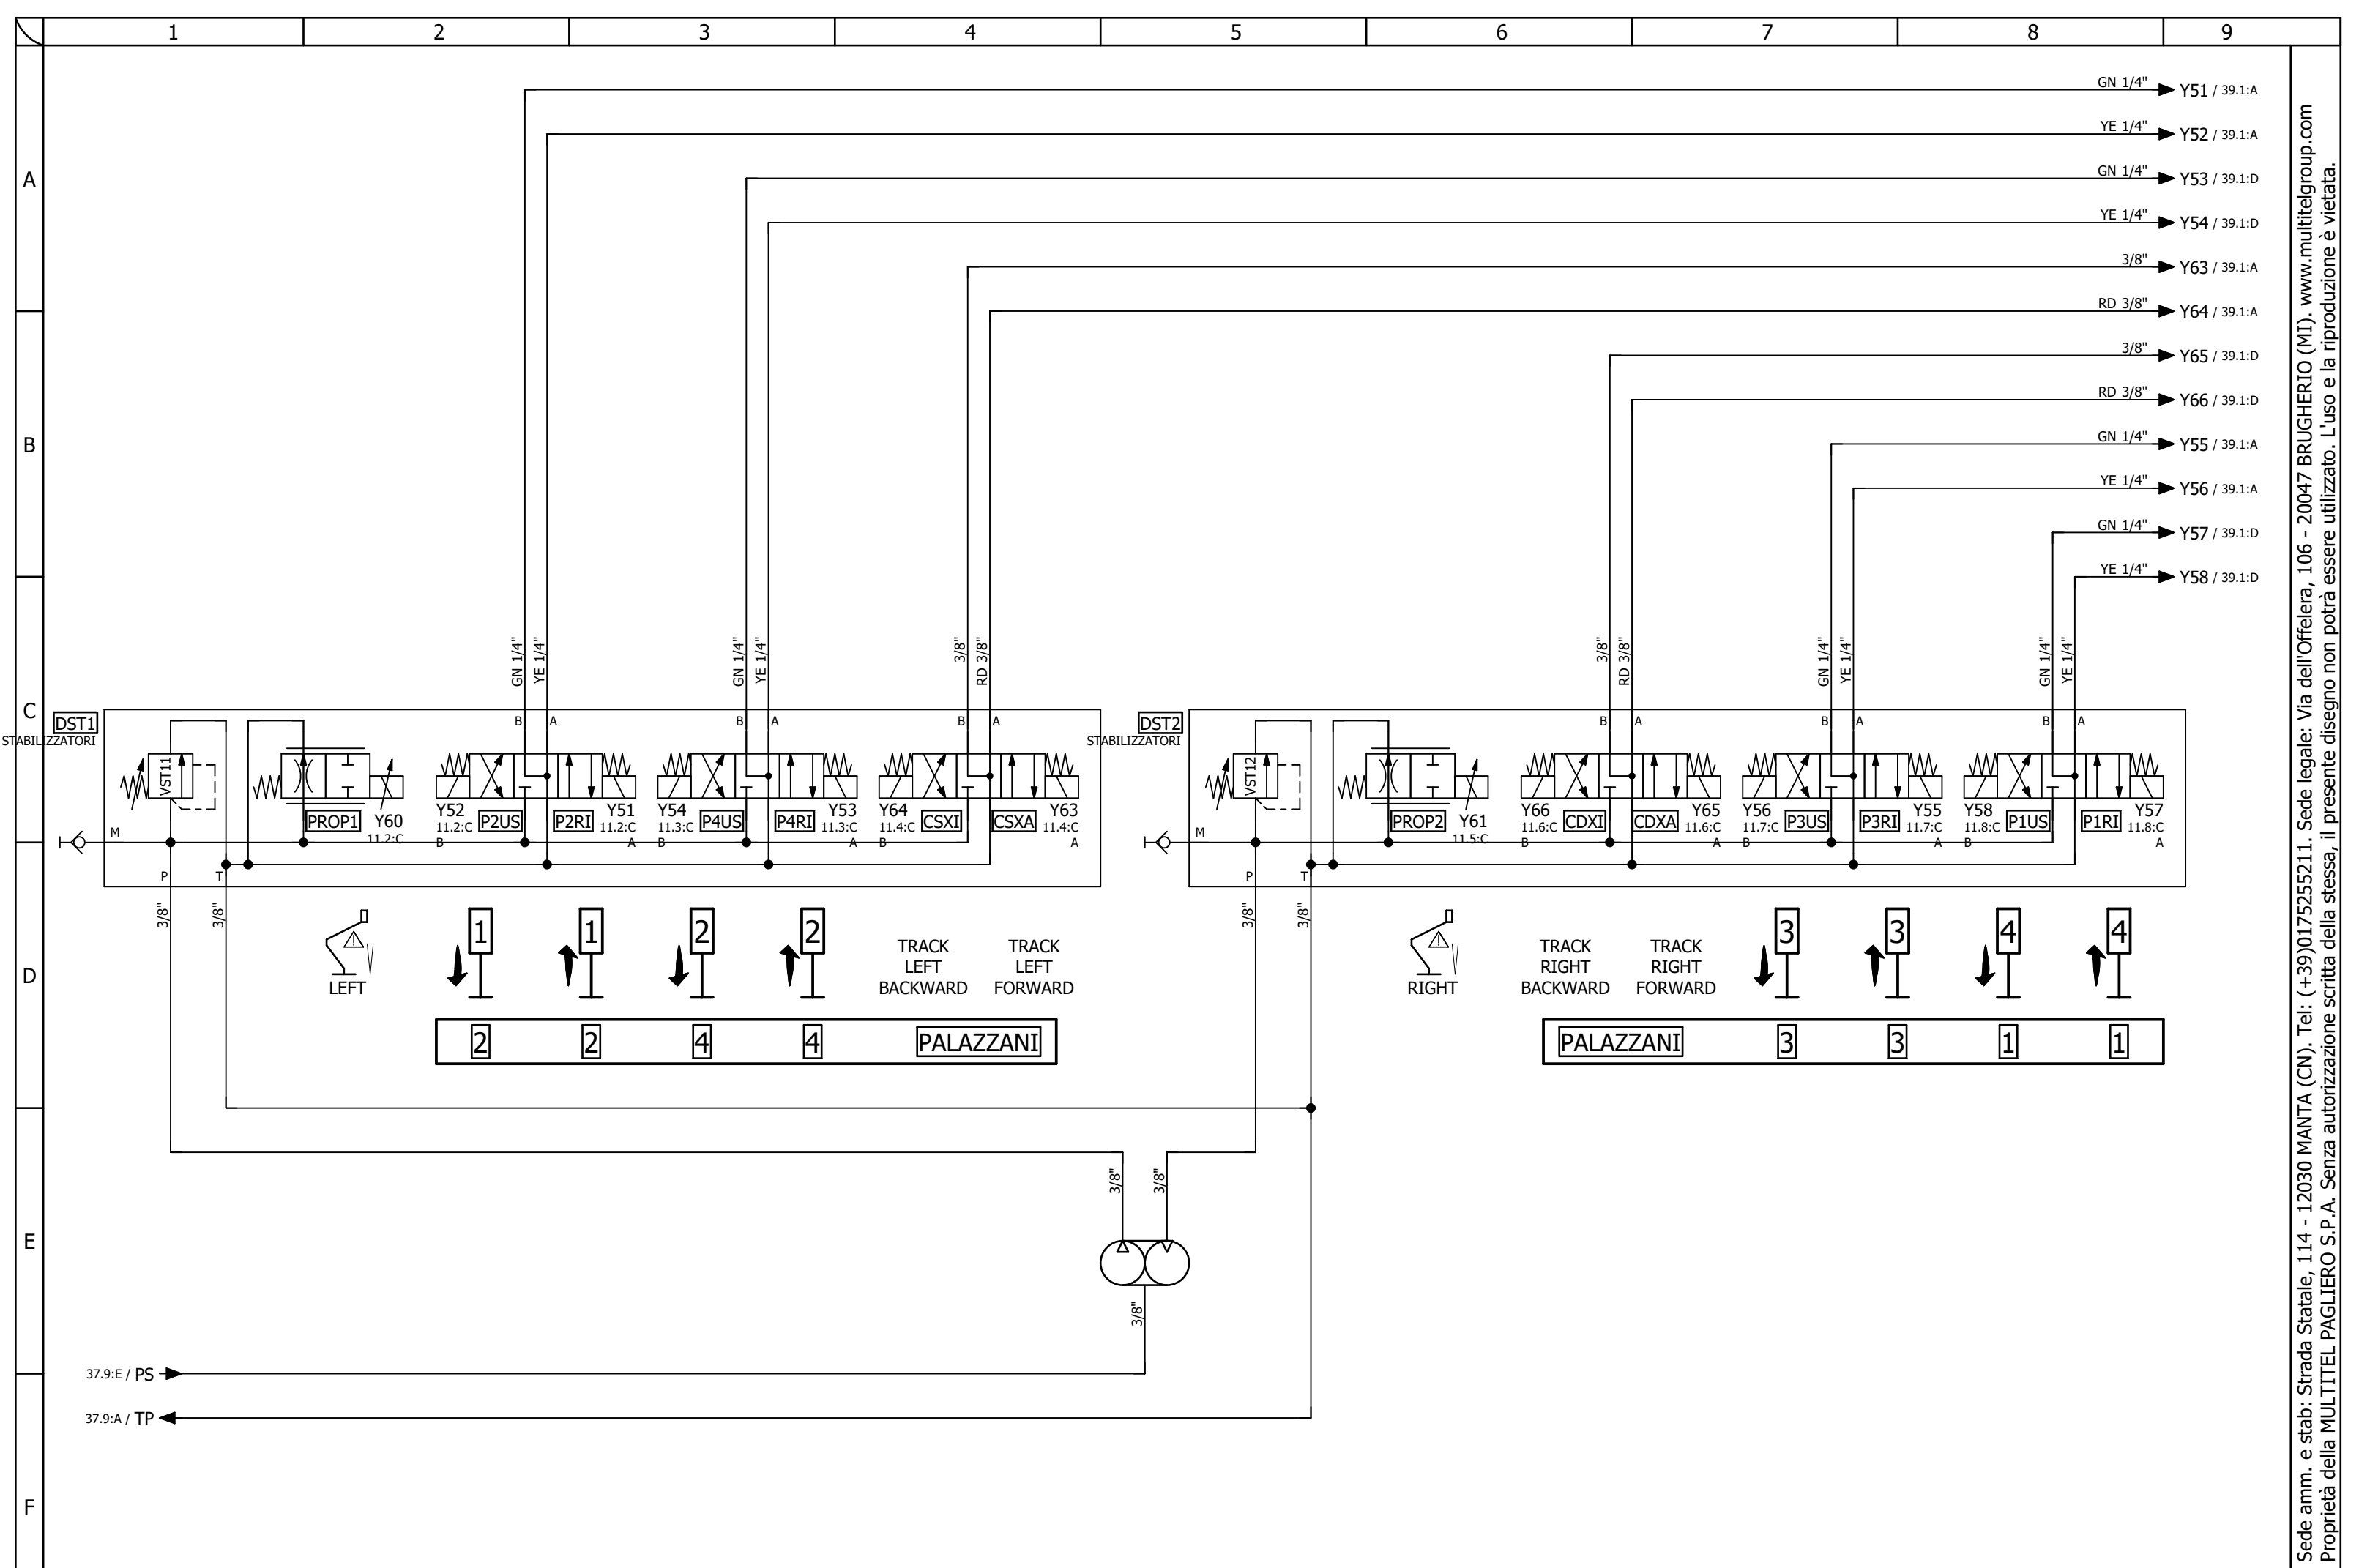 1 2 3 4 5 6 7 8 9
A
B
C
D
E
F
GN 1/4" Y51 / 39.1:A
YE 1/4" Y52 / 39.1:A
GN 1/4" Y53 / 39.1:D
YE 1/4" Y54 / 39.1:D
3/8" Y63 / 39.1:A
RD 3/8" Y64 / 39.1:A
3/8" Y65 / 39.1:D
RD 3/8" Y66 / 39.1:D
GN 1/4" Y55 / 39.1:A
YE 1/4" Y56 / 39.1:A
GN 1/4" Y57 / 39.1:D
YE 1/4" Y58 / 39.1:D
GN 1/4" YE 1/4" GN 1/4" YE 1/4" 3/8" RD 3/8" 3/8" RD 3/8" GN 1/4" YE 1/4" GN 1/4" YE 1/4"
DST1
STABILIZZATORI
B A B A B A
VST11
PROP1 Y60
11.2:C
Y52 P2US P2RI Y51
11.2:C 11.2:C
B A
Y54 P4US P4RI Y53
11.3:C 11.3:C
B A
Y64 CSXI CSXA Y63
11.4:C 11.4:C
B A
M
P T
3/8" 3/8"
DST2
STABILIZZATORI
B A B A B A
VST12
PROP2 Y61
11.5:C
Y66 CDXI CDXA Y65
11.6:C 11.6:C
B A
Y56 P3US P3RI Y55
11.7:C 11.7:C
B A
Y58 P1US P1RI Y57
11.8:C 11.8:C
B A
M
P T
3/8" 3/8"
LEFT
1 1 2 2
TRACK
LEFT
BACKWARD
TRACK
LEFT
FORWARD
2 2 4 4 PALAZZANI
RIGHT
TRACK
RIGHT
BACKWARD
TRACK
RIGHT
FORWARD
3 3 4 4
PALAZZANI 3 3 1 1
3/8" 3/8"
3/8"
37.9:E / PS
37.9:A / TP
Sede amm. e stab: Strada Statale, 114 - 12030 MANTA (CN). Tel: (+39)01752552​11. Sede legale: Via dell'Offelera, 106 - 20047 BRUGHERIO (MI). www.multitelgroup.com
Proprietà della MULTITEL PAGLIERO S.P.A. Senza autorizzazione scritta della stessa, il presente disegno non potrà essere utilizzato. L'uso e la riproduzione è vietata.